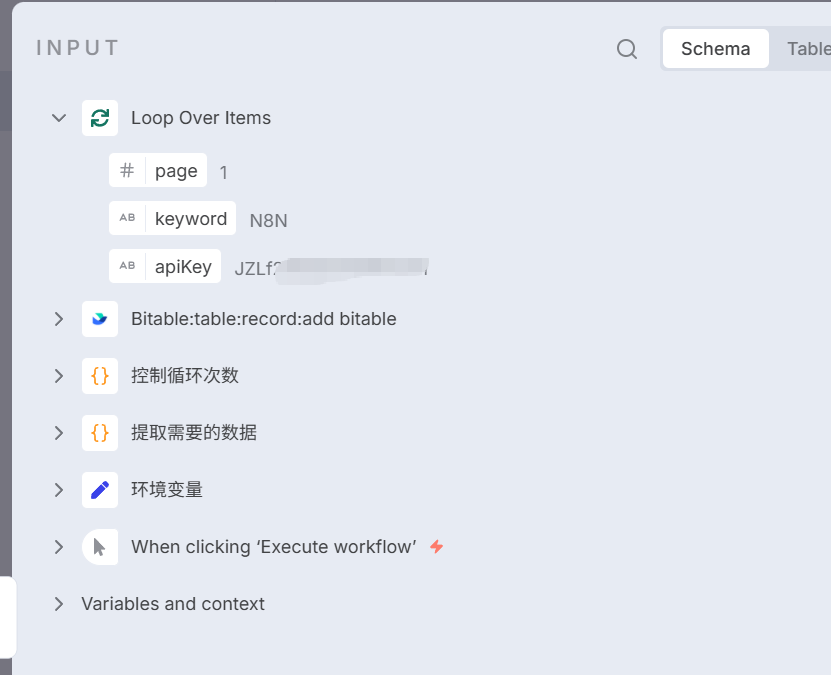 INPUT
Schema
Table
Loop Over Items
# page 1
AB keyword N8N
AB apiKey JZLf
Bitable:table:record:add bitable
{} 控制循环次数
{} 提取需要的数据
环境变量
When clicking ‘Execute workflow’
Variables and context